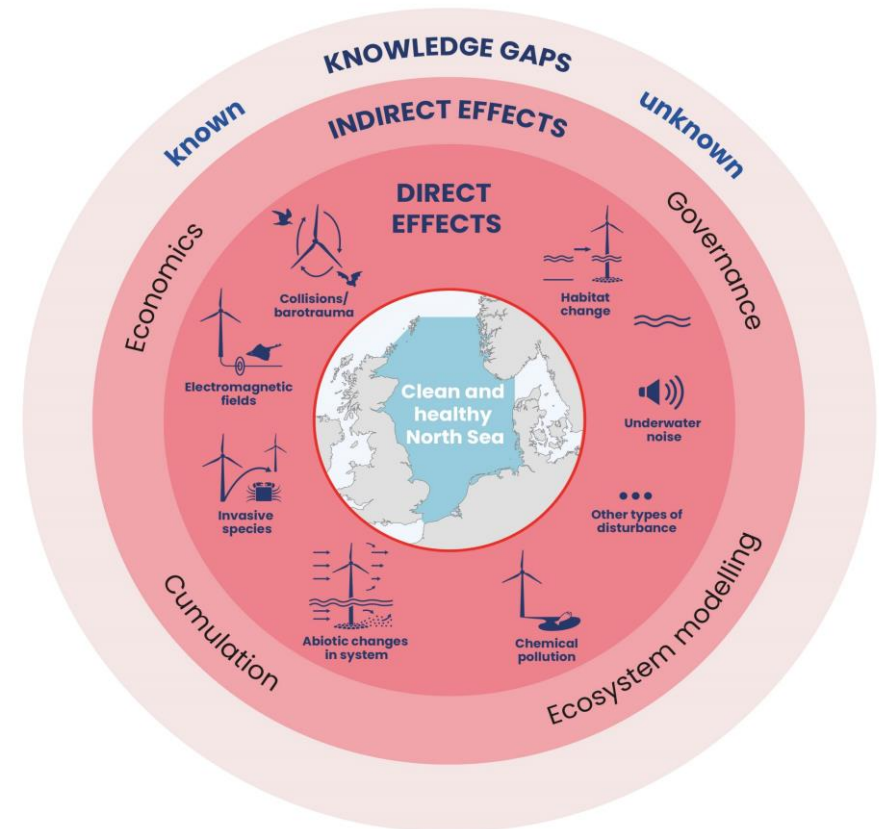 KNOWLEDGE GAPS
known
unknown
INDIRECT EFFECTS
Economics
Governance
Cumulation
Ecosystem modelling
DIRECT
EFFECTS
Collisions/
barotrauma
Habitat
change
Electromagnetic
fields
Underwater
noise
Invasive
species
Other types of
disturbance
Abiotic changes
in system
Chemical
pollution
Clean and
healthy
North Sea